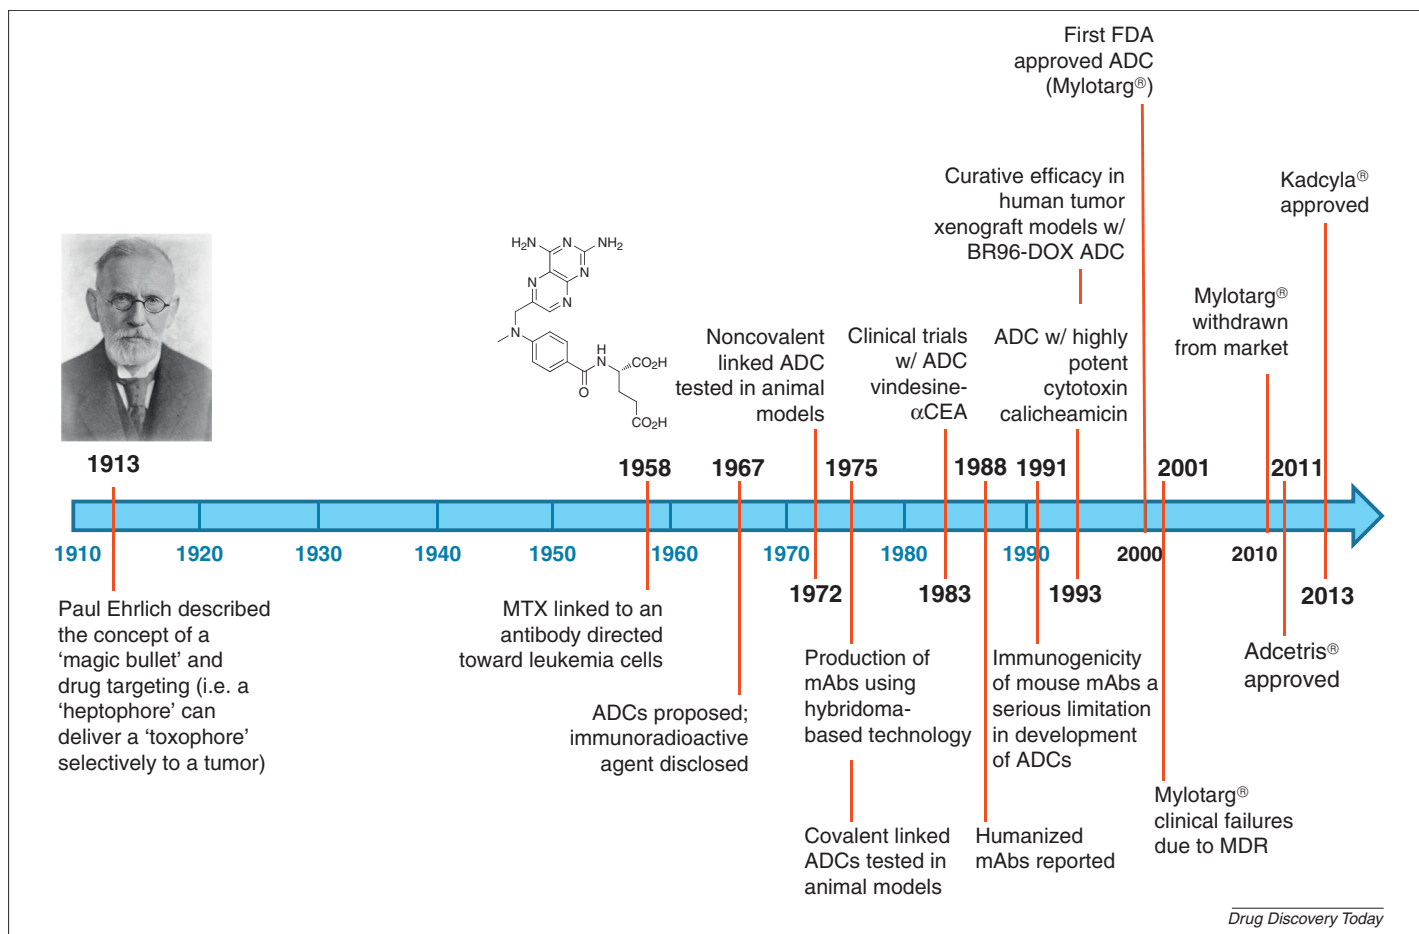 First FDA
approved ADC
(Mylotarg®)
Curative efficacy in
human tumor
xenograft models w/
BR96-DOX ADC
Kadcyla®
approved
H₂N
N
NH₂
N
N
N
N
N
H
CO₂H
O
CO₂H
Noncovalent
linked ADC
tested in animal
models
Clinical trials
w/ ADC
vindesine-
αCEA
ADC w/ highly
potent
cytotoxin
calicheamicin
Mylotarg®
withdrawn
from market
1913
1958
1967
1975
1988
1991
2001
2011
1910
1920
1930
1940
1950
1960
1970
1980
1990
2000
2010
1972
1983
1993
2013
Paul Ehrlich described
the concept of a
‘magic bullet’ and
drug targeting (i.e. a
‘heptophore’ can
deliver a ‘toxophore’
selectively to a tumor)
MTX linked to an
antibody directed
toward leukemia cells
ADCs proposed;
immunoradioactive
agent disclosed
Production of
mAbs using
hybridoma-
based technology
Covalent linked
ADCs tested in
animal models
Immunogenicity
of mouse mAbs a
serious limitation
in development
of ADCs
Humanized
mAbs reported
Adcetris®
approved
Mylotarg®
clinical failures
due to MDR
Drug Discovery Today